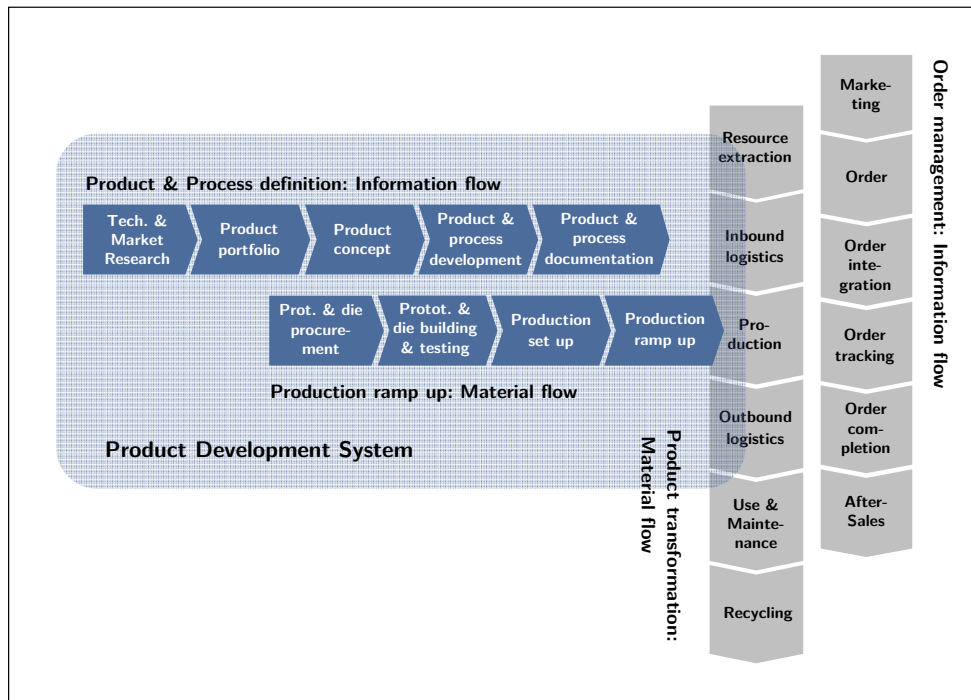 Product & Process definition: Information flow
Tech. &
Market
Research
Product
portfolio
Product
concept
Product &
process
development
Product &
process
documentation
Prot. & die
procure-
ment
Protot. &
die building
& testing
Production
set up
Production
ramp up
Production ramp up: Material flow
Product Development System
Product transformation:
Material flow
Resource
extraction
Inbound
logistics
Pro-
duction
Outbound
logistics
Use &
Mainte-
nance
Recycling
Marke-
ting
Order
Order
inte-
gration
Order
tracking
Order
com-
pletion
After-
Sales
Order management: Information flow